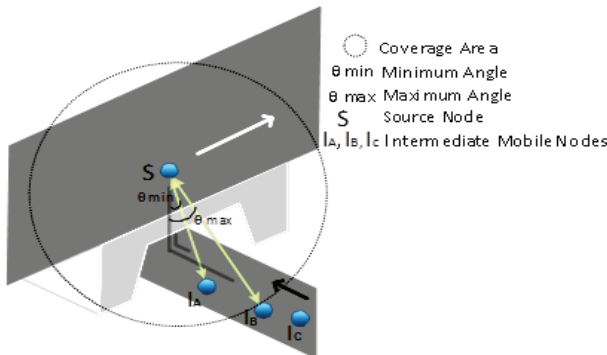 Coverage Area
θ min Minimum Angle
θ max Maximum Angle
S Source Node
IA, IB, IC Intermediate Mobile Nodes
S
θ min
θ max
IA
IB
IC